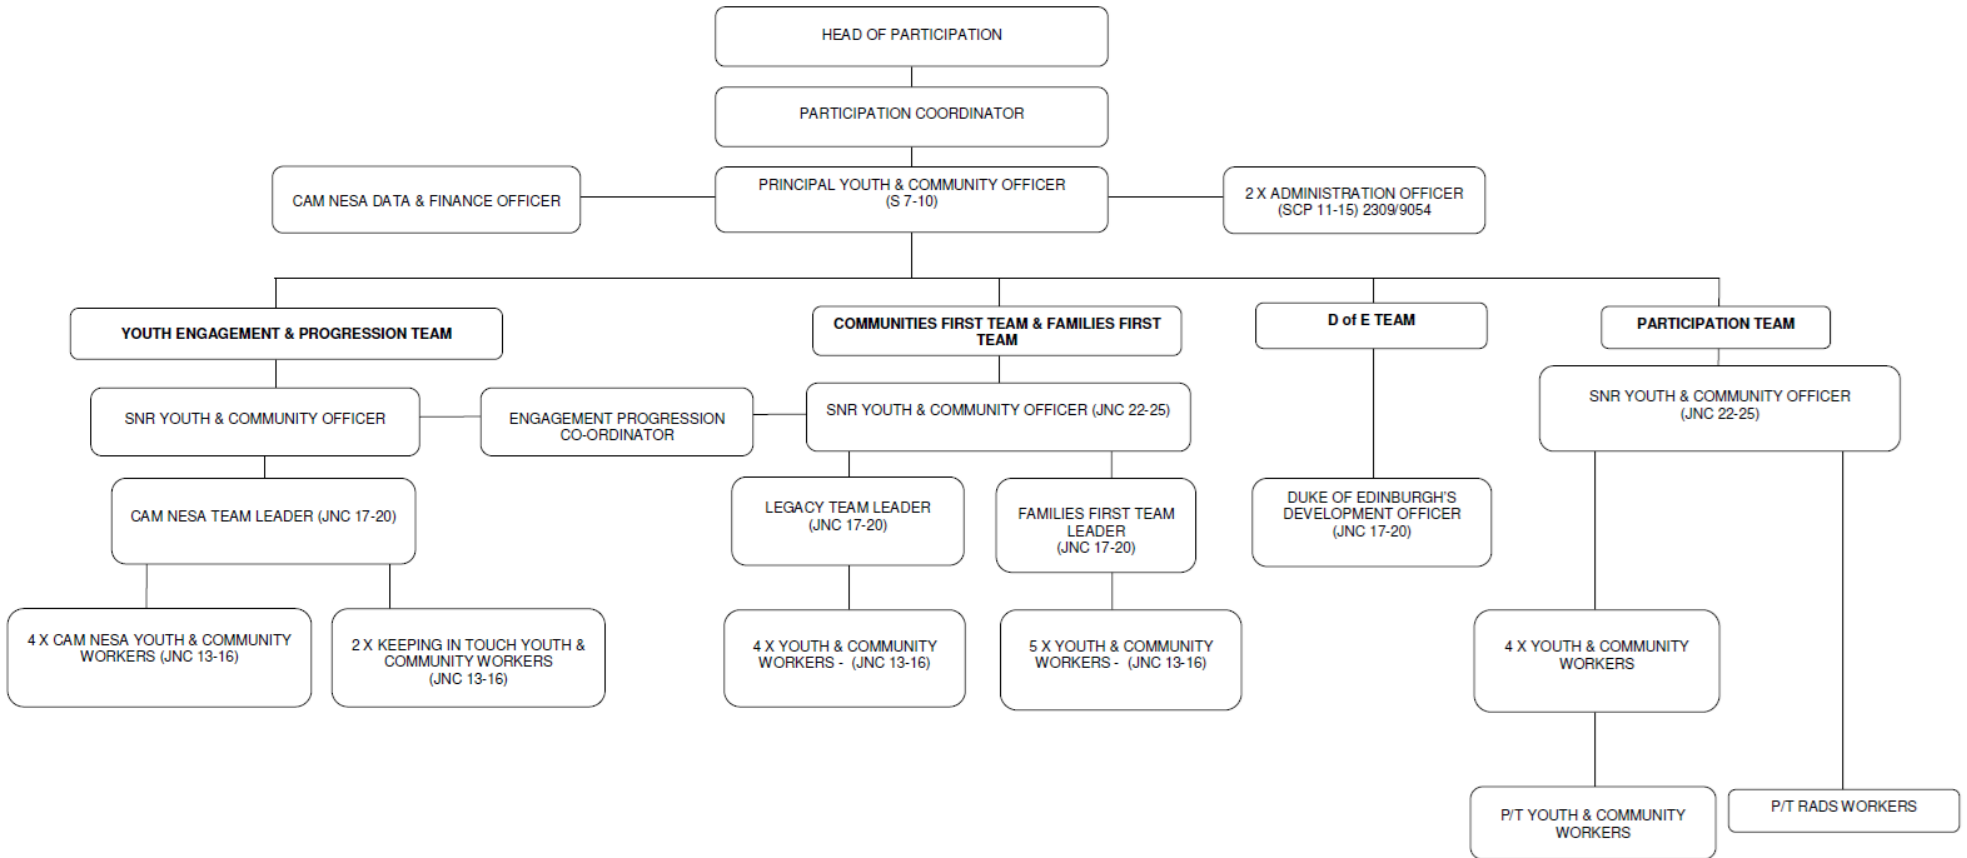 HEAD OF PARTICIPATION
PARTICIPATION COORDINATOR
CAM NESA DATA & FINANCE OFFICER
PRINCIPAL YOUTH & COMMUNITY OFFICER
(S 7-10)
2 X ADMINISTRATION OFFICER
(SCP 11-15) 2309/9054
YOUTH ENGAGEMENT & PROGRESSION TEAM
COMMUNITIES FIRST TEAM & FAMILIES FIRST
TEAM
D of E TEAM
PARTICIPATION TEAM
SNR YOUTH & COMMUNITY OFFICER
ENGAGEMENT PROGRESSION
CO-ORDINATOR
SNR YOUTH & COMMUNITY OFFICER (JNC 22-25)
SNR YOUTH & COMMUNITY OFFICER
(JNC 22-25)
CAM NESA TEAM LEADER (JNC 17-20)
LEGACY TEAM LEADER
(JNC 17-20)
FAMILIES FIRST TEAM
LEADER
(JNC 17-20)
DUKE OF EDINBURGH'S
DEVELOPMENT OFFICER
(JNC 17-20)
4 X CAM NESA YOUTH & COMMUNITY
WORKERS (JNC 13-16)
2 X KEEPING IN TOUCH YOUTH &
COMMUNITY WORKERS
(JNC 13-16)
4 X YOUTH & COMMUNITY
WORKERS - (JNC 13-16)
5 X YOUTH & COMMUNITY
WORKERS - (JNC 13-16)
4 X YOUTH & COMMUNITY
WORKERS
P/T YOUTH & COMMUNITY
WORKERS
P/T RADS WORKERS